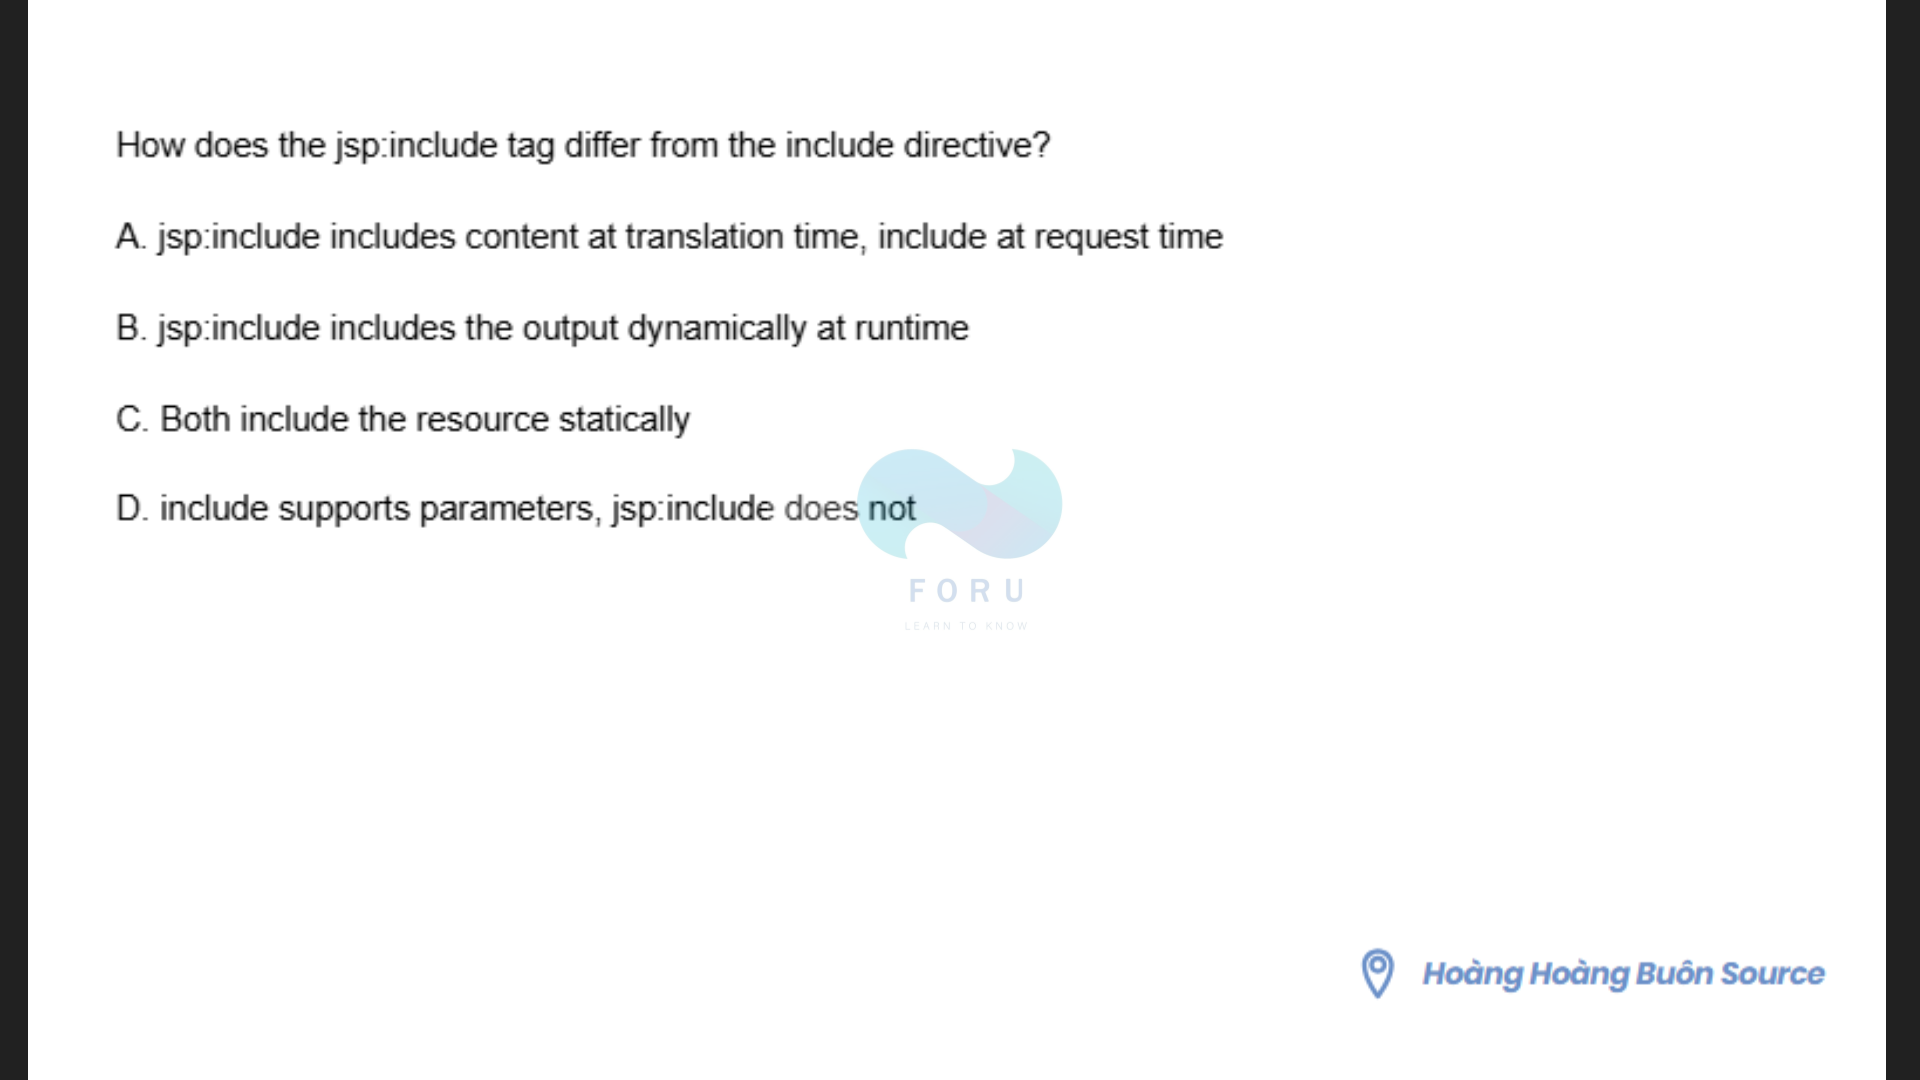 How does the jsp:include tag differ from the include directive?
A. jsp:include includes content at translation time, include at request time
B. jsp:include includes the output dynamically at runtime
C. Both include the resource statically
D. include supports parameters, jsp:include does not
FORU
LEARN TO KNOW
Hoàng Hoàng Buôn Source